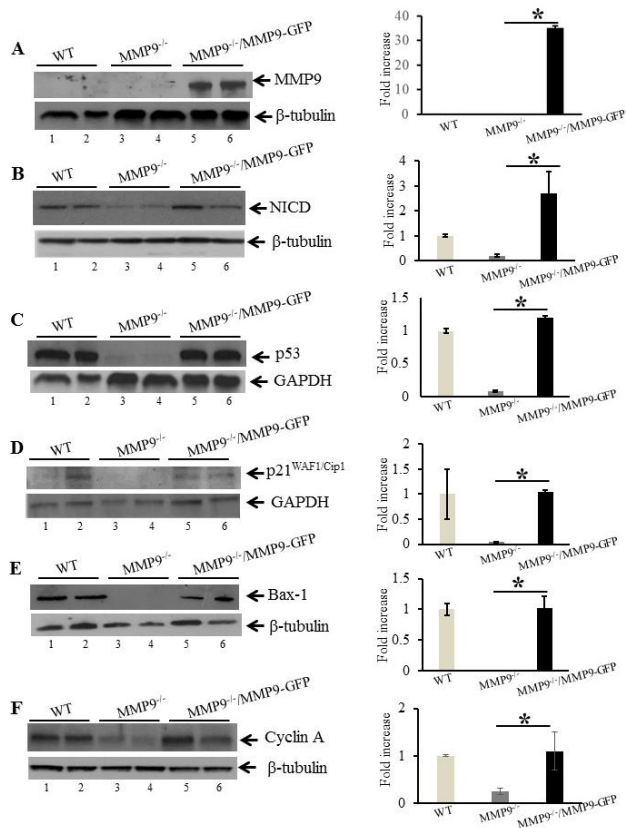 A
WT MMP9-/- MMP9-/-/MMP9-GFP
MMP9
β-tubulin
1 2 3 4 5 6
Fold increase
40
30
20
10
0
*
WT MMP9-/- MMP9-/-/MMP9-GFP
B
WT MMP9-/- MMP9-/-/MMP9-GFP
NICD
β-tubulin
1 2 3 4 5 6
Fold increase
4
3
2
1
0
*
WT MMP9-/- MMP9-/-/MMP9-GFP
C
WT MMP9-/- MMP9-/-/MMP9-GFP
p53
GAPDH
1 2 3 4 5 6
Fold increase
1.5
1
0.5
0
*
WT MMP9-/- MMP9-/-/MMP9-GFP
D
WT MMP9-/- MMP9-/-/MMP9-GFP
p21WAF1/Cip1
GAPDH
1 2 3 4 5 6
Fold increase
2
1.5
1
0.5
0
*
WT MMP9-/- MMP9-/-/MMP9-GFP
E
WT MMP9-/- MMP9-/-/MMP9-GFP
Bax-1
β-tubulin
1 2 3 4 5 6
Fold increase
1.5
1
0.5
0
*
WT MMP9-/- MMP9-/-/MMP9-GFP
F
WT MMP9-/- MMP9-/-/MMP9-GFP
Cyclin A
β-tubulin
1 2 3 4 5 6
Fold increase
2
1
0
*
WT MMP9-/- MMP9-/-/MMP9-GFP